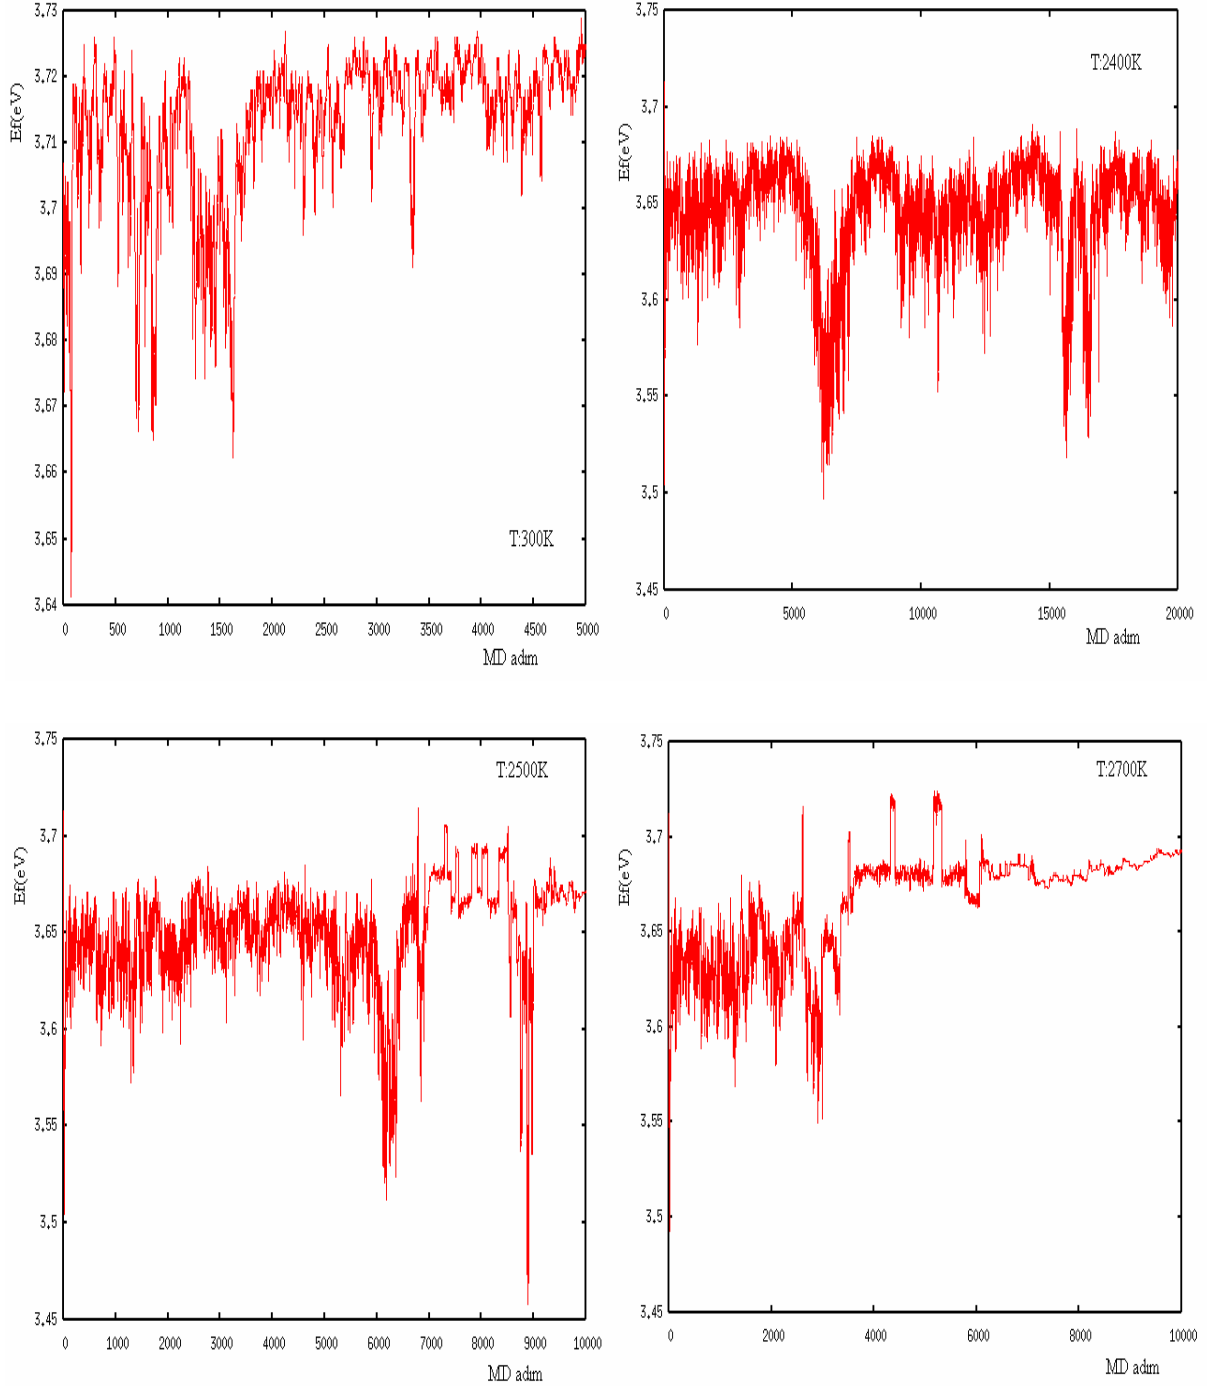 3.73
3.72
3.71
3.7
3.69
3.68
3.67
3.66
3.65
3.64
Ef(eV)
T:300K
0 500 1000 1500 2000 2500 3000 3500 4000 4500 5000
MD adım
3.75
3.7
3.65
3.6
3.55
3.5
3.45
Ef(eV)
T:2400K
0 5000 10000 15000 20000
MD adım
3.75
3.7
3.65
3.6
3.55
3.5
3.45
Ef(eV)
T:2500K
0 1000 2000 3000 4000 5000 6000 7000 8000 9000 10000
MD adım
3.75
3.7
3.65
3.6
3.55
3.5
3.45
Ef(eV)
T:2700K
0 2000 4000 6000 8000 10000
MD adım